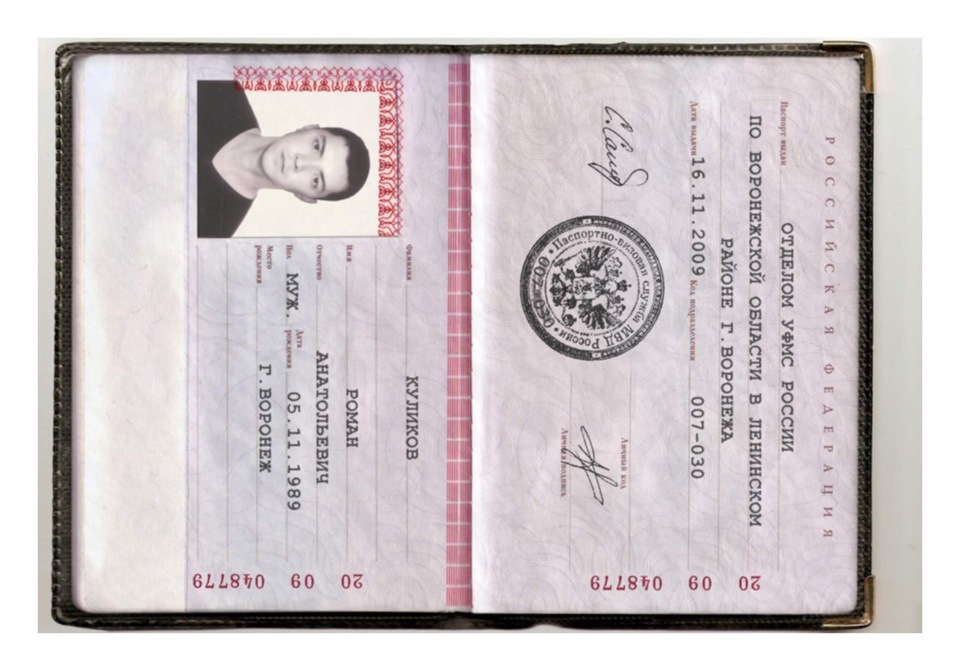 РОССИЙСКАЯ ФЕДЕРАЦИЯ
Паспорт выдан ОТДЕЛОМ УФМС РОССИИ
ПО ВОРОНЕЖСКОЙ ОБЛАСТИ В ЛЕНИНСКОМ
РАЙОНЕ Г.ВОРОНЕЖА
Дата выдачи 16.11.2009 Код подразделения 007-030
Личный код
Личная подпись
Паспортно-визовая служба МВД России
20 09 048779
Фамилия КУЛИКОВ
Имя РОМАН
Отчество АНАТОЛЬЕВИЧ
Пол МУЖ. Дата рождения 05.11.1989
Место рождения Г.ВОРОНЕЖ
20 09 048779